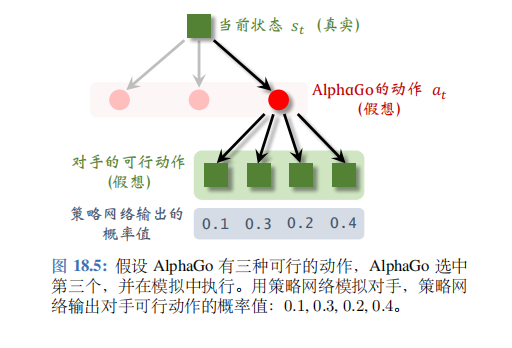 当前状态 s_t (真实)
AlphaGo的动作 a_t
(假想)
对手的可行动作
(假想)
策略网络输出的
概率值
0.1 0.3 0.2 0.4
图 18.5: 假设 AlphaGo 有三种可行的动作，AlphaGo 选中
第三个，并在模拟中执行。用策略网络模拟对手，策略网
络输出对手可行动作的概率值：0.1, 0.3, 0.2, 0.4。